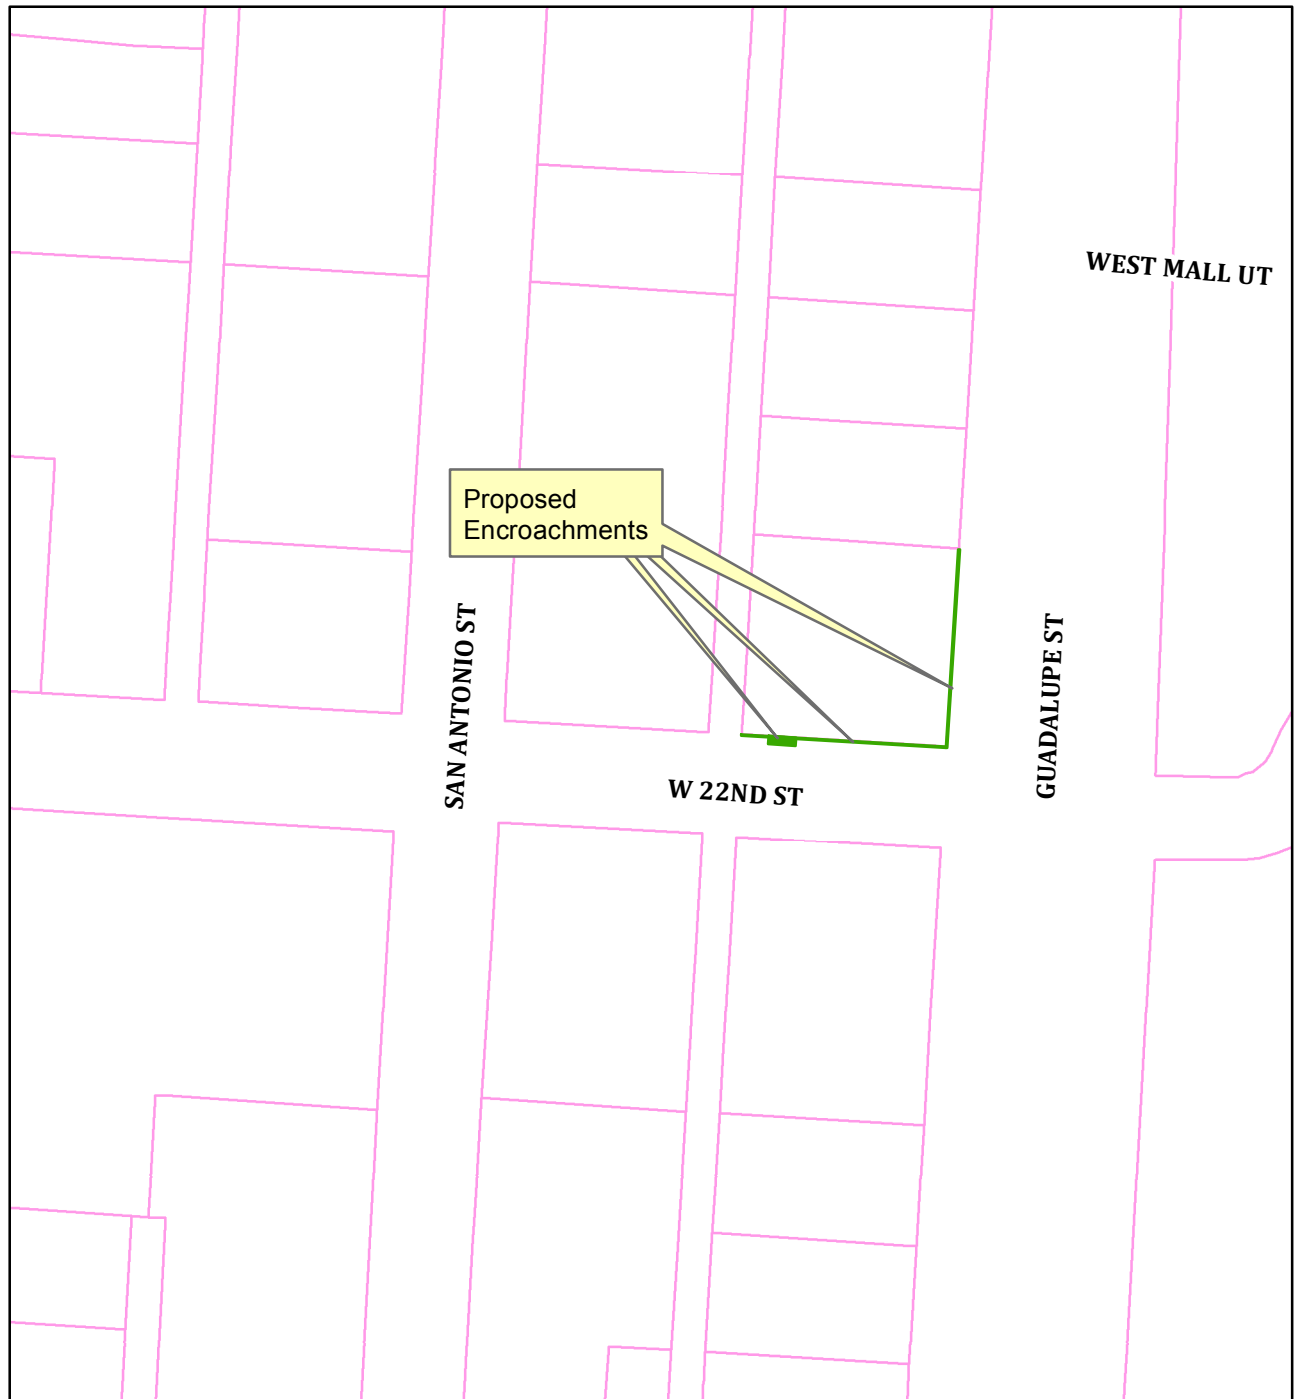 WEST MALL UT
Proposed
Encroachments
SAN ANTONIO ST
GUADALUPE ST
W 22ND ST